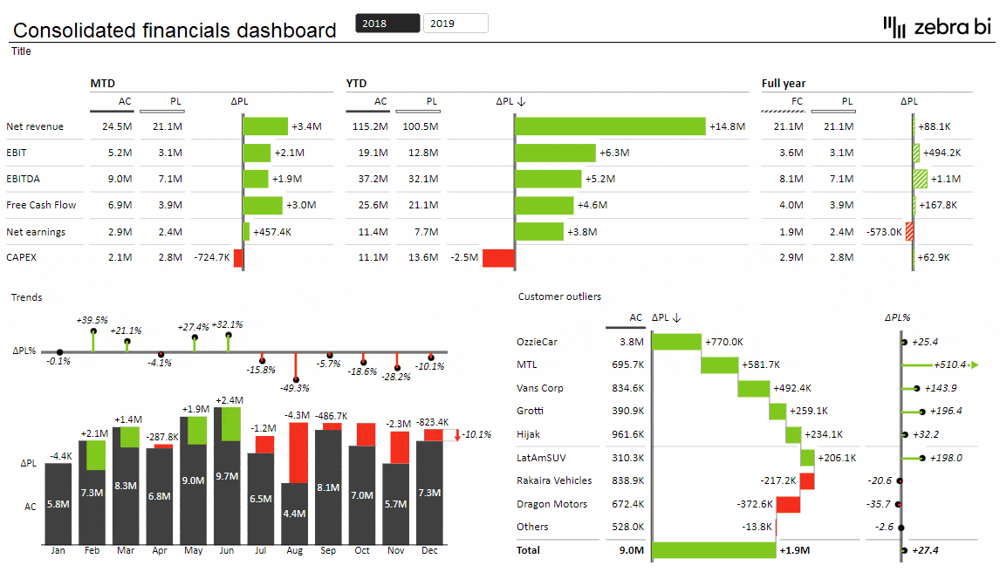 Consolidated financials dashboard 2018 2019 zebra bi
Title
MTD YTD Full year
AC PL ΔPL AC PL ΔPL ↓ FC PL ΔPL
Net revenue 24.5M 21.1M +3.4M 115.2M 100.5M +14.8M 21.1M 21.1M +88.1K
EBIT 5.2M 3.1M +2.1M 19.1M 12.8M +6.3M 3.6M 3.1M +494.2K
EBITDA 9.0M 7.1M +1.9M 37.2M 32.1M +5.2M 8.1M 7.1M +1.1M
Free Cash Flow 6.9M 3.9M +3.0M 25.6M 21.1M +4.6M 4.0M 3.9M +167.8K
Net earnings 2.9M 2.4M +457.4K 11.4M 7.7M +3.8M 1.9M 2.4M -573.0K
CAPEX 2.1M 2.8M -724.7K 11.1M 13.6M -2.5M 2.9M 2.8M +62.9K
Trends
ΔPL% -0.1% +39.5% +21.1% -4.1% +27.4% +32.1% -15.8% -49.3% -5.7% -18.6% -28.2% -10.1%
ΔPL -4.4K +2.1M +1.4M -287.8K +1.9M +2.4M -1.2M -4.3M -486.7K -2.3M -823.4K -10.1%
AC 5.8M 7.3M 8.3M 6.8M 9.0M 9.7M 6.5M 4.4M 8.1M 7.0M 5.7M 7.3M
Jan Feb Mar Apr May Jun Jul Aug Sep Oct Nov Dec
Customer outliers
AC ΔPL ↓ ΔPL%
OzzieCar 3.8M +770.0K +25.4
MTL 695.7K +581.7K +510.4
Vans Corp 834.6K +492.4K +143.9
Grotti 390.9K +259.1K +196.4
Hijak 961.6K +234.1K +32.2
LatAmSUV 310.3K +206.1K +198.0
Rakaira Vehicles 838.9K -217.2K -20.6
Dragon Motors 672.4K -372.6K -35.7
Others 528.0K -13.8K -2.6
Total 9.0M +1.9M +27.4